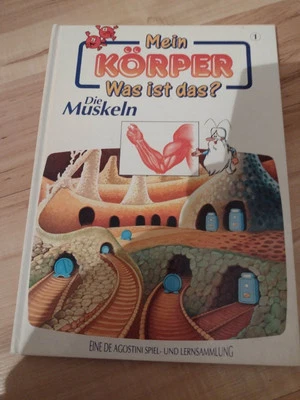 Mein
1
KÖRPER
Was ist das?
Die
Muskeln
EINE DE AGOSTINI SPIEL- UND LERNSAMMLUNG